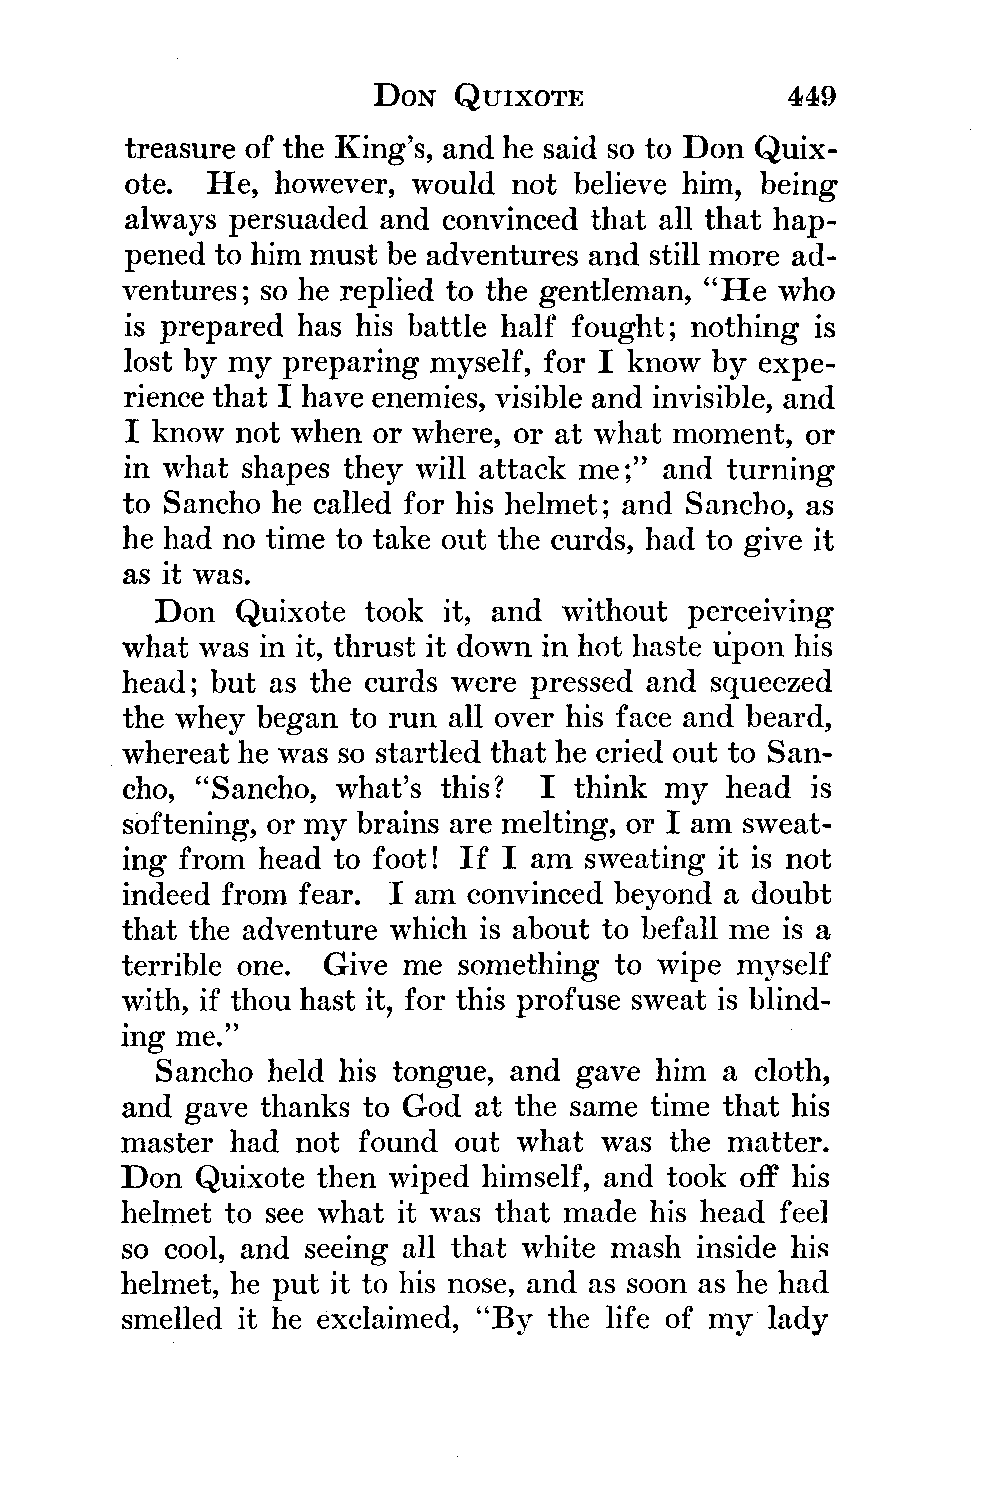 DON QUIXOTE 449
treasure of the King's, and he said so to Don Quix-
ote. He, however, would not believe him, being
always persuaded and convinced that all that hap-
pened to him must be adventures and still more ad-
ventures; so he replied to the gentleman, "He who
is prepared has his battle half fought; nothing is
lost by my preparing myself, for I know by expe-
rience that I have enemies, visible and invisible, and
I know not when or where, or at what moment, or
in what shapes they will attack me;" and turning
to Sancho he called for his helmet; and Sancho, as
he had no time to take out the curds, had to give it
as it was.
Don Quixote took it, and without perceiving
what was in it, thrust it down in hot haste upon his
head; but as the curds were pressed and squeezed
the whey began to run all over his face and beard,
whereat he was so startled that he cried out to San-
cho, "Sancho, what's this? I think my head is
softening, or my brains are melting, or I am sweat-
ing from head to foot! If I am sweating it is not
indeed from fear. I am convinced beyond a doubt
that the adventure which is about to befall me is a
terrible one. Give me something to wipe myself
with, if thou hast it, for this profuse sweat is blind-
ing me."
Sancho held his tongue, and gave him a cloth,
and gave thanks to God at the same time that his
master had not found out what was the matter.
Don Quixote then wiped himself, and took off his
helmet to see what it was that made his head feel
so cool, and seeing all that white mash inside his
helmet, he put it to his nose, and as soon as he had
smelled it he exclaimed, "By the life of my lady